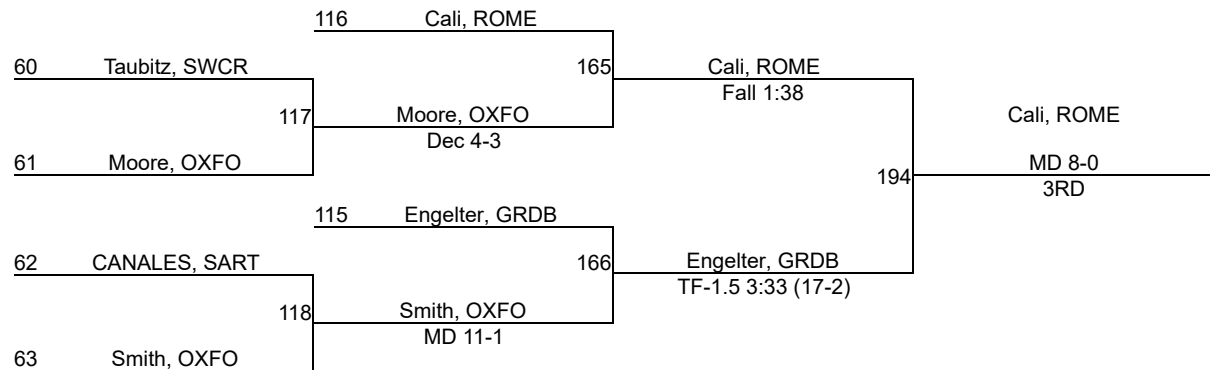 116 Cali, ROME
60 Taubitz, SWCR
165 Cali, ROME
Fall 1:38
117 Moore, OXFO
Dec 4-3
Cali, ROME
61 Moore, OXFO
194 MD 8-0
3RD
115 Engelter, GRDB
62 CANALES, SART
166 Engelter, GRDB
TF-1.5 3:33 (17-2)
118 Smith, OXFO
MD 11-1
63 Smith, OXFO